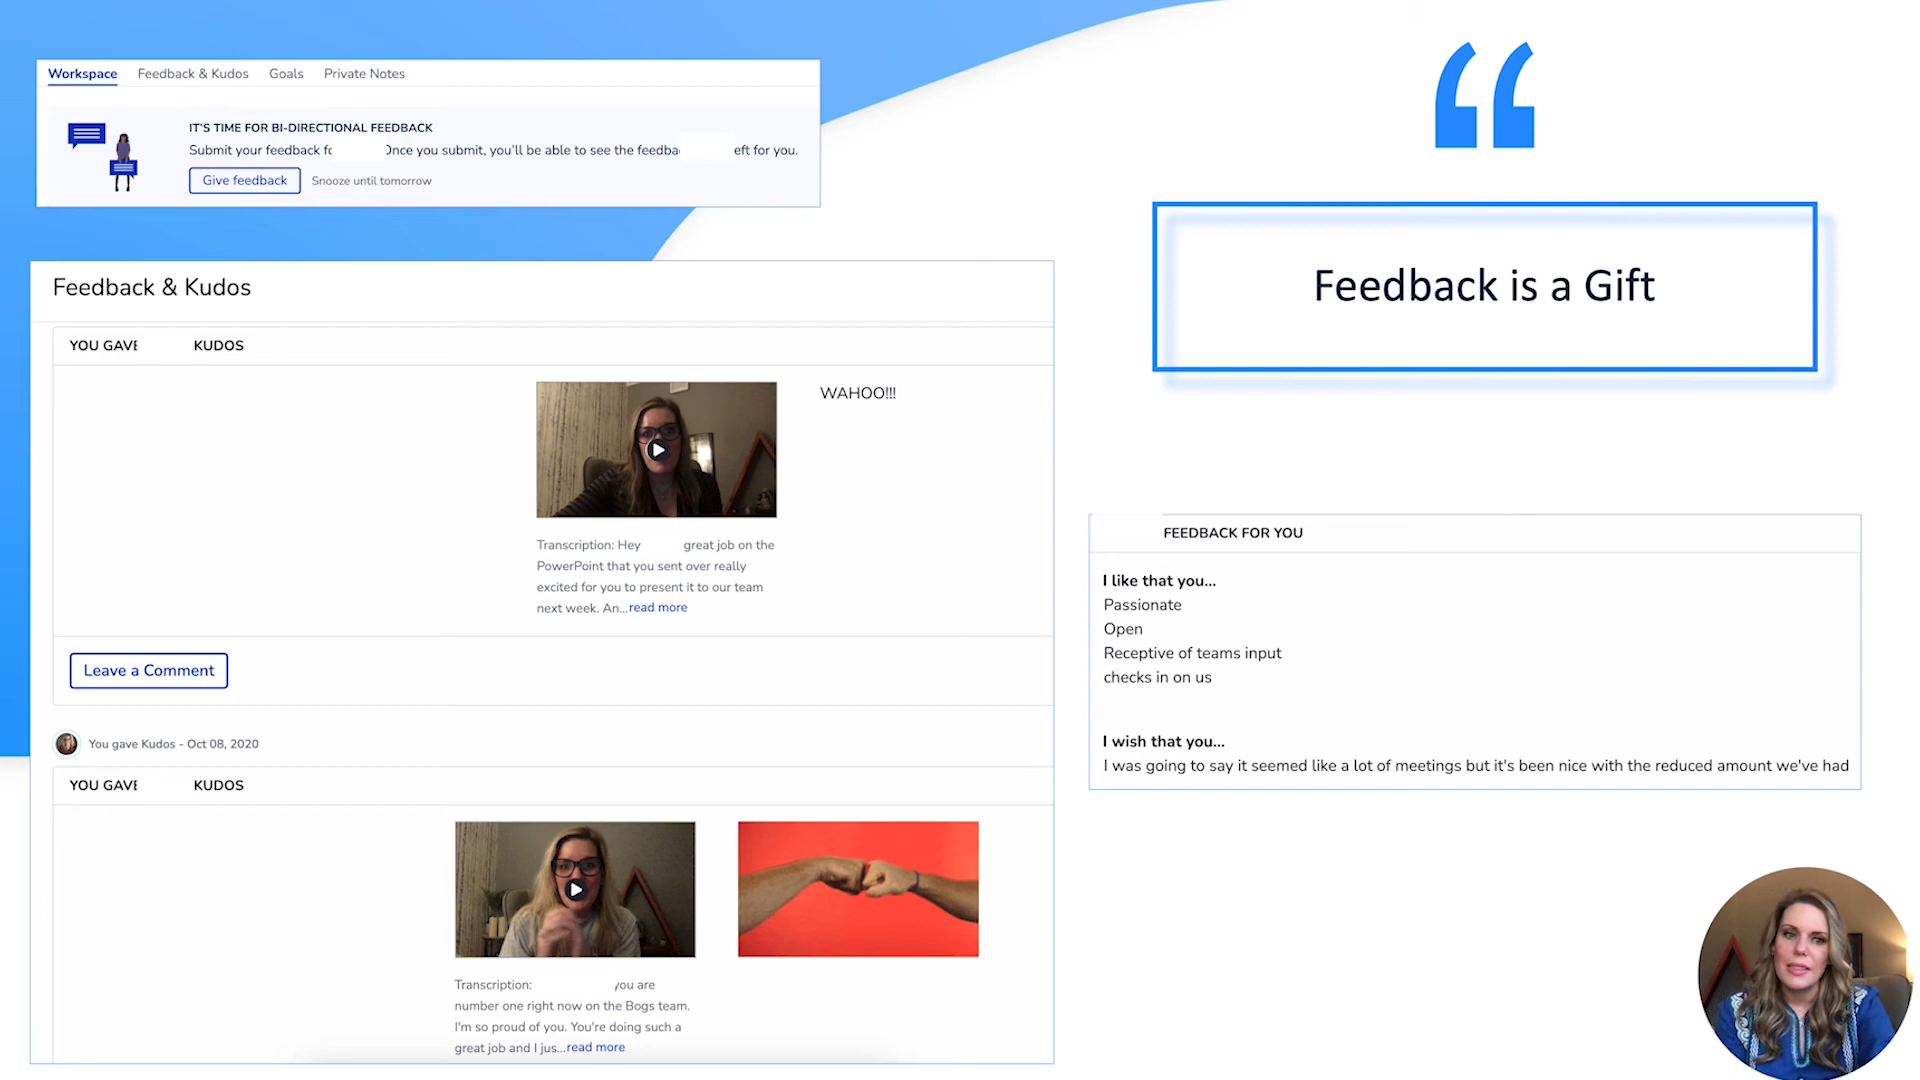 Workspace Feedback & Kudos Goals Private Notes
IT'S TIME FOR BI-DIRECTIONAL FEEDBACK
Submit your feedback Once you submit, you'll be able to see the for you.
Give feedback Snooze until tomorrow
Feedback & Kudos
YOU GAVE KUDOS
WAHOO!!!
Transcription: Hey great job on the
PowerPoint that you sent over really
excited for you to present it to our team
next week. An...read more
Leave a Comment
You gave Kudos - Oct 08, 2020
YOU GAVE KUDOS
Transcription: you are
number one right now on the Bogs team.
I'm so proud of you. You're doing such a
great job and I jus...read more
“
Feedback is a Gift
FEEDBACK FOR YOU
I like that you...
Passionate
Open
Receptive of teams input
checks in on us
I wish that you...
I was going to say it seemed like a lot of meetings but it's been nice with the reduced amount we've had